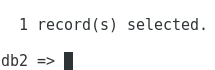 1 record(s) selected.
db2 =>